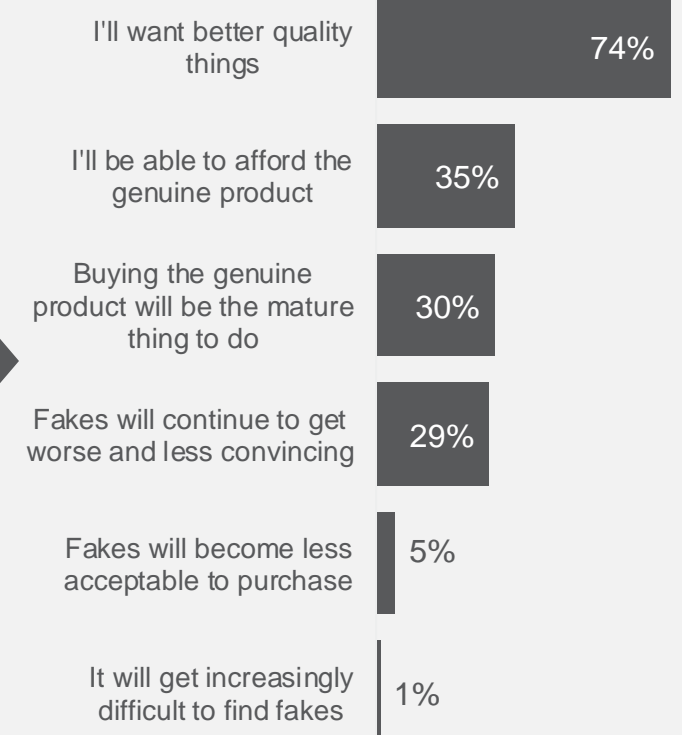 I'll want better quality
things
74%
I'll be able to afford the
genuine product
35%
Buying the genuine
product will be the mature
thing to do
30%
Fakes will continue to get
worse and less convincing
29%
Fakes will become less
acceptable to purchase
5%
It will get increasingly
difficult to find fakes
1%